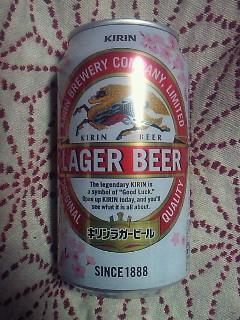 KIRIN
KIRIN BREWERY COMPANY, LIMITED
KIRIN BEER
LAGER BEER
The legendary KIRIN is
a symbol of "Good Luck."
Open up KIRIN today, and you'll
see what it is all about.
ORIGINAL QUALITY
キリンラガービール
SINCE 1888